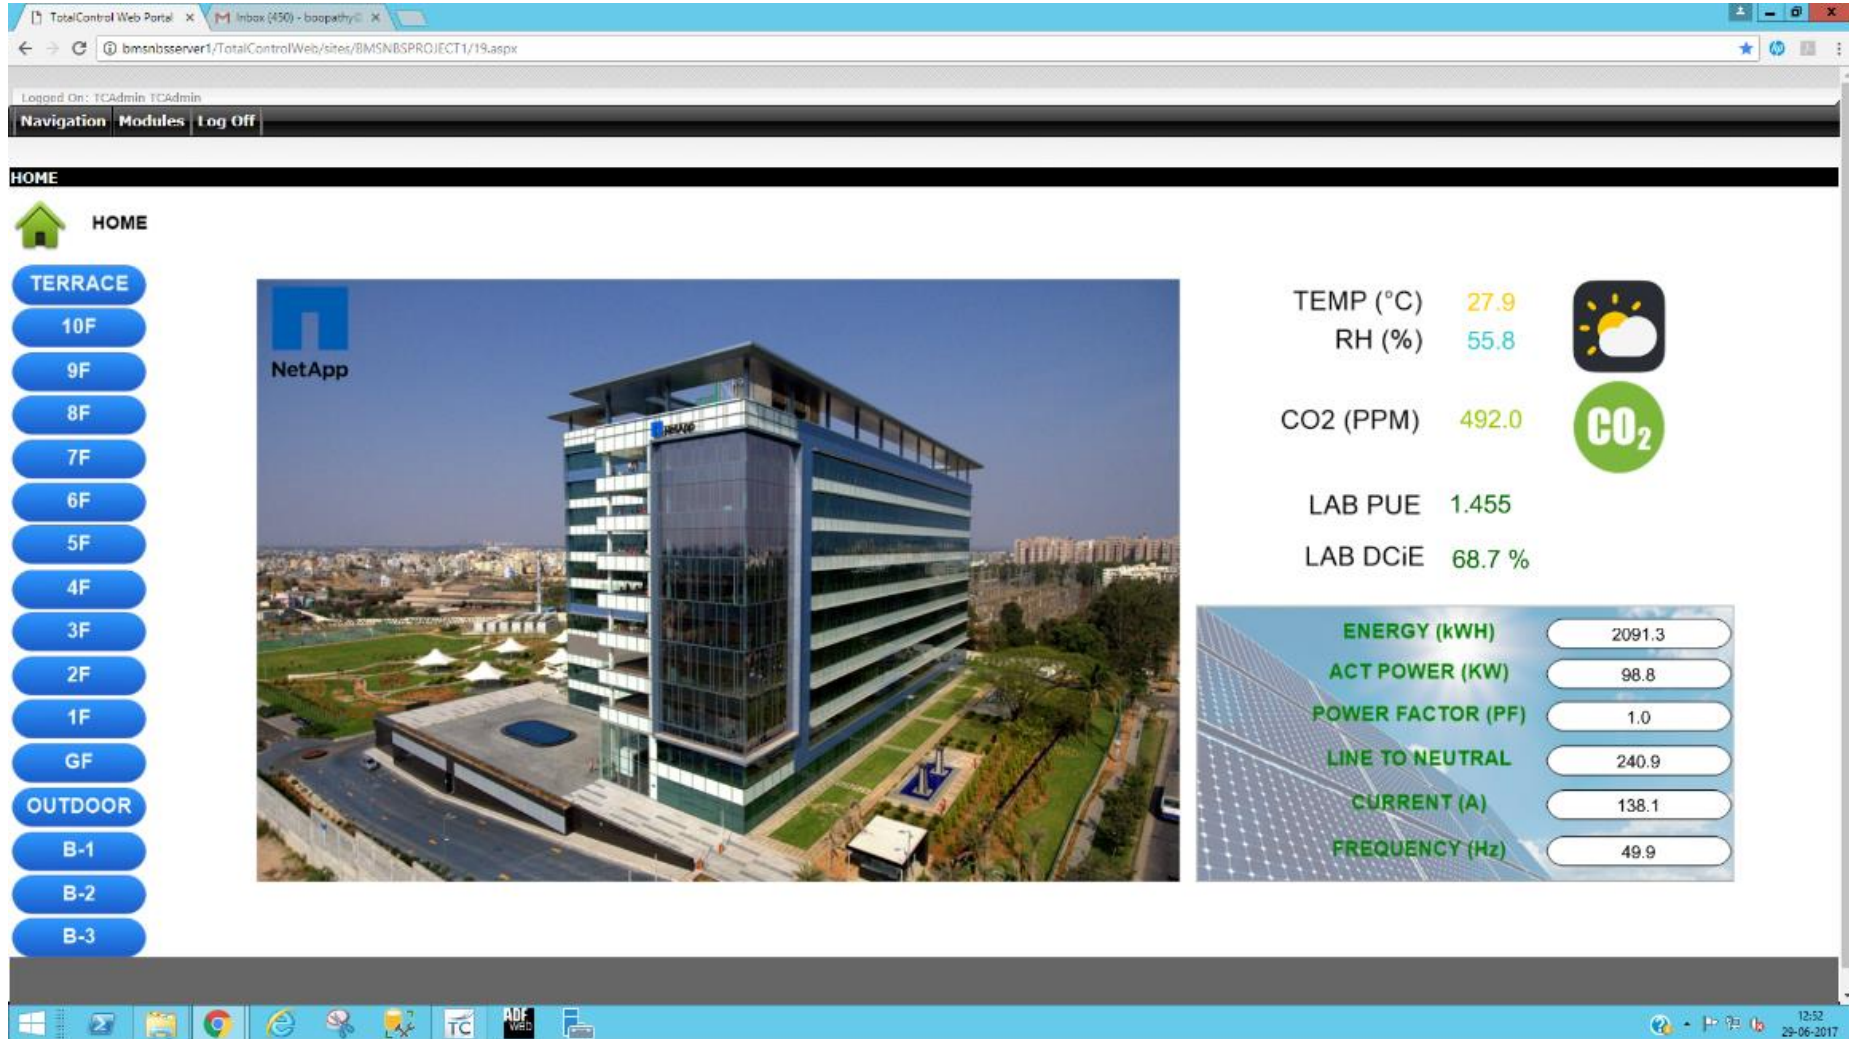 TotalControl Web Portal
Inbox (450) - boopathy
bmsnbsserver1/TotalControlWeb/sites/BMSNBSPROJECT1/19.aspx
Logged On: TCAdmin TCAdmin
Navigation Modules Log Off
HOME
HOME
TERRACE
10F
9F
8F
7F
6F
5F
4F
3F
2F
1F
GF
OUTDOOR
B-1
B-2
B-3
NetApp
NetApp
TEMP (°C) 27.9
RH (%) 55.8
CO2 (PPM) 492.0
CO2
LAB PUE 1.455
LAB DCiE 68.7 %
ENERGY (kWH) 2091.3
ACT POWER (KW) 98.8
POWER FACTOR (PF) 1.0
LINE TO NEUTRAL 240.9
CURRENT (A) 138.1
FREQUENCY (Hz) 49.9
TC
ADF
WEB
12:52
29-06-2017